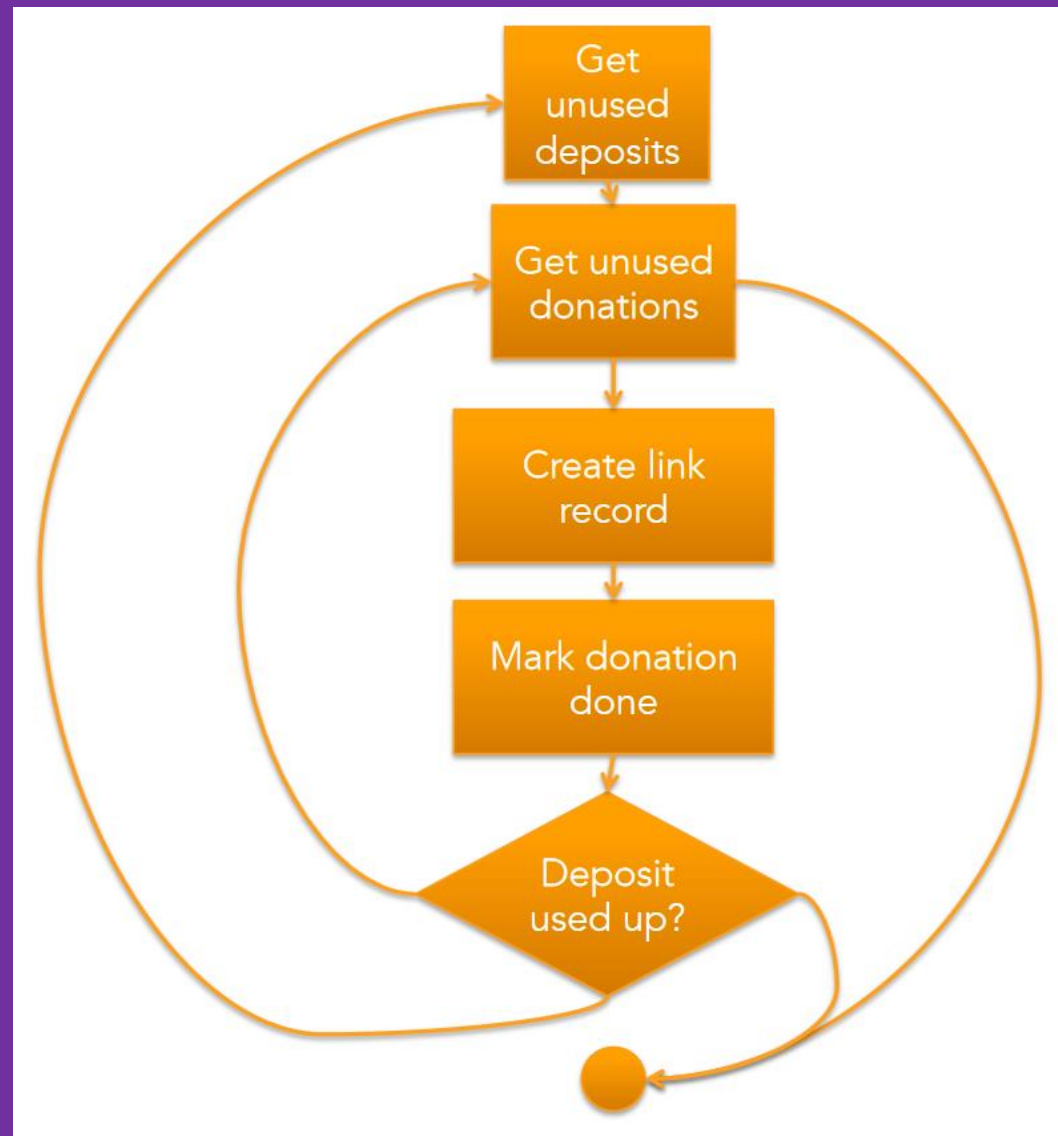 Get
unused
deposits
Get unused
donations
Create link
record
Mark donation
done
Deposit
used up?